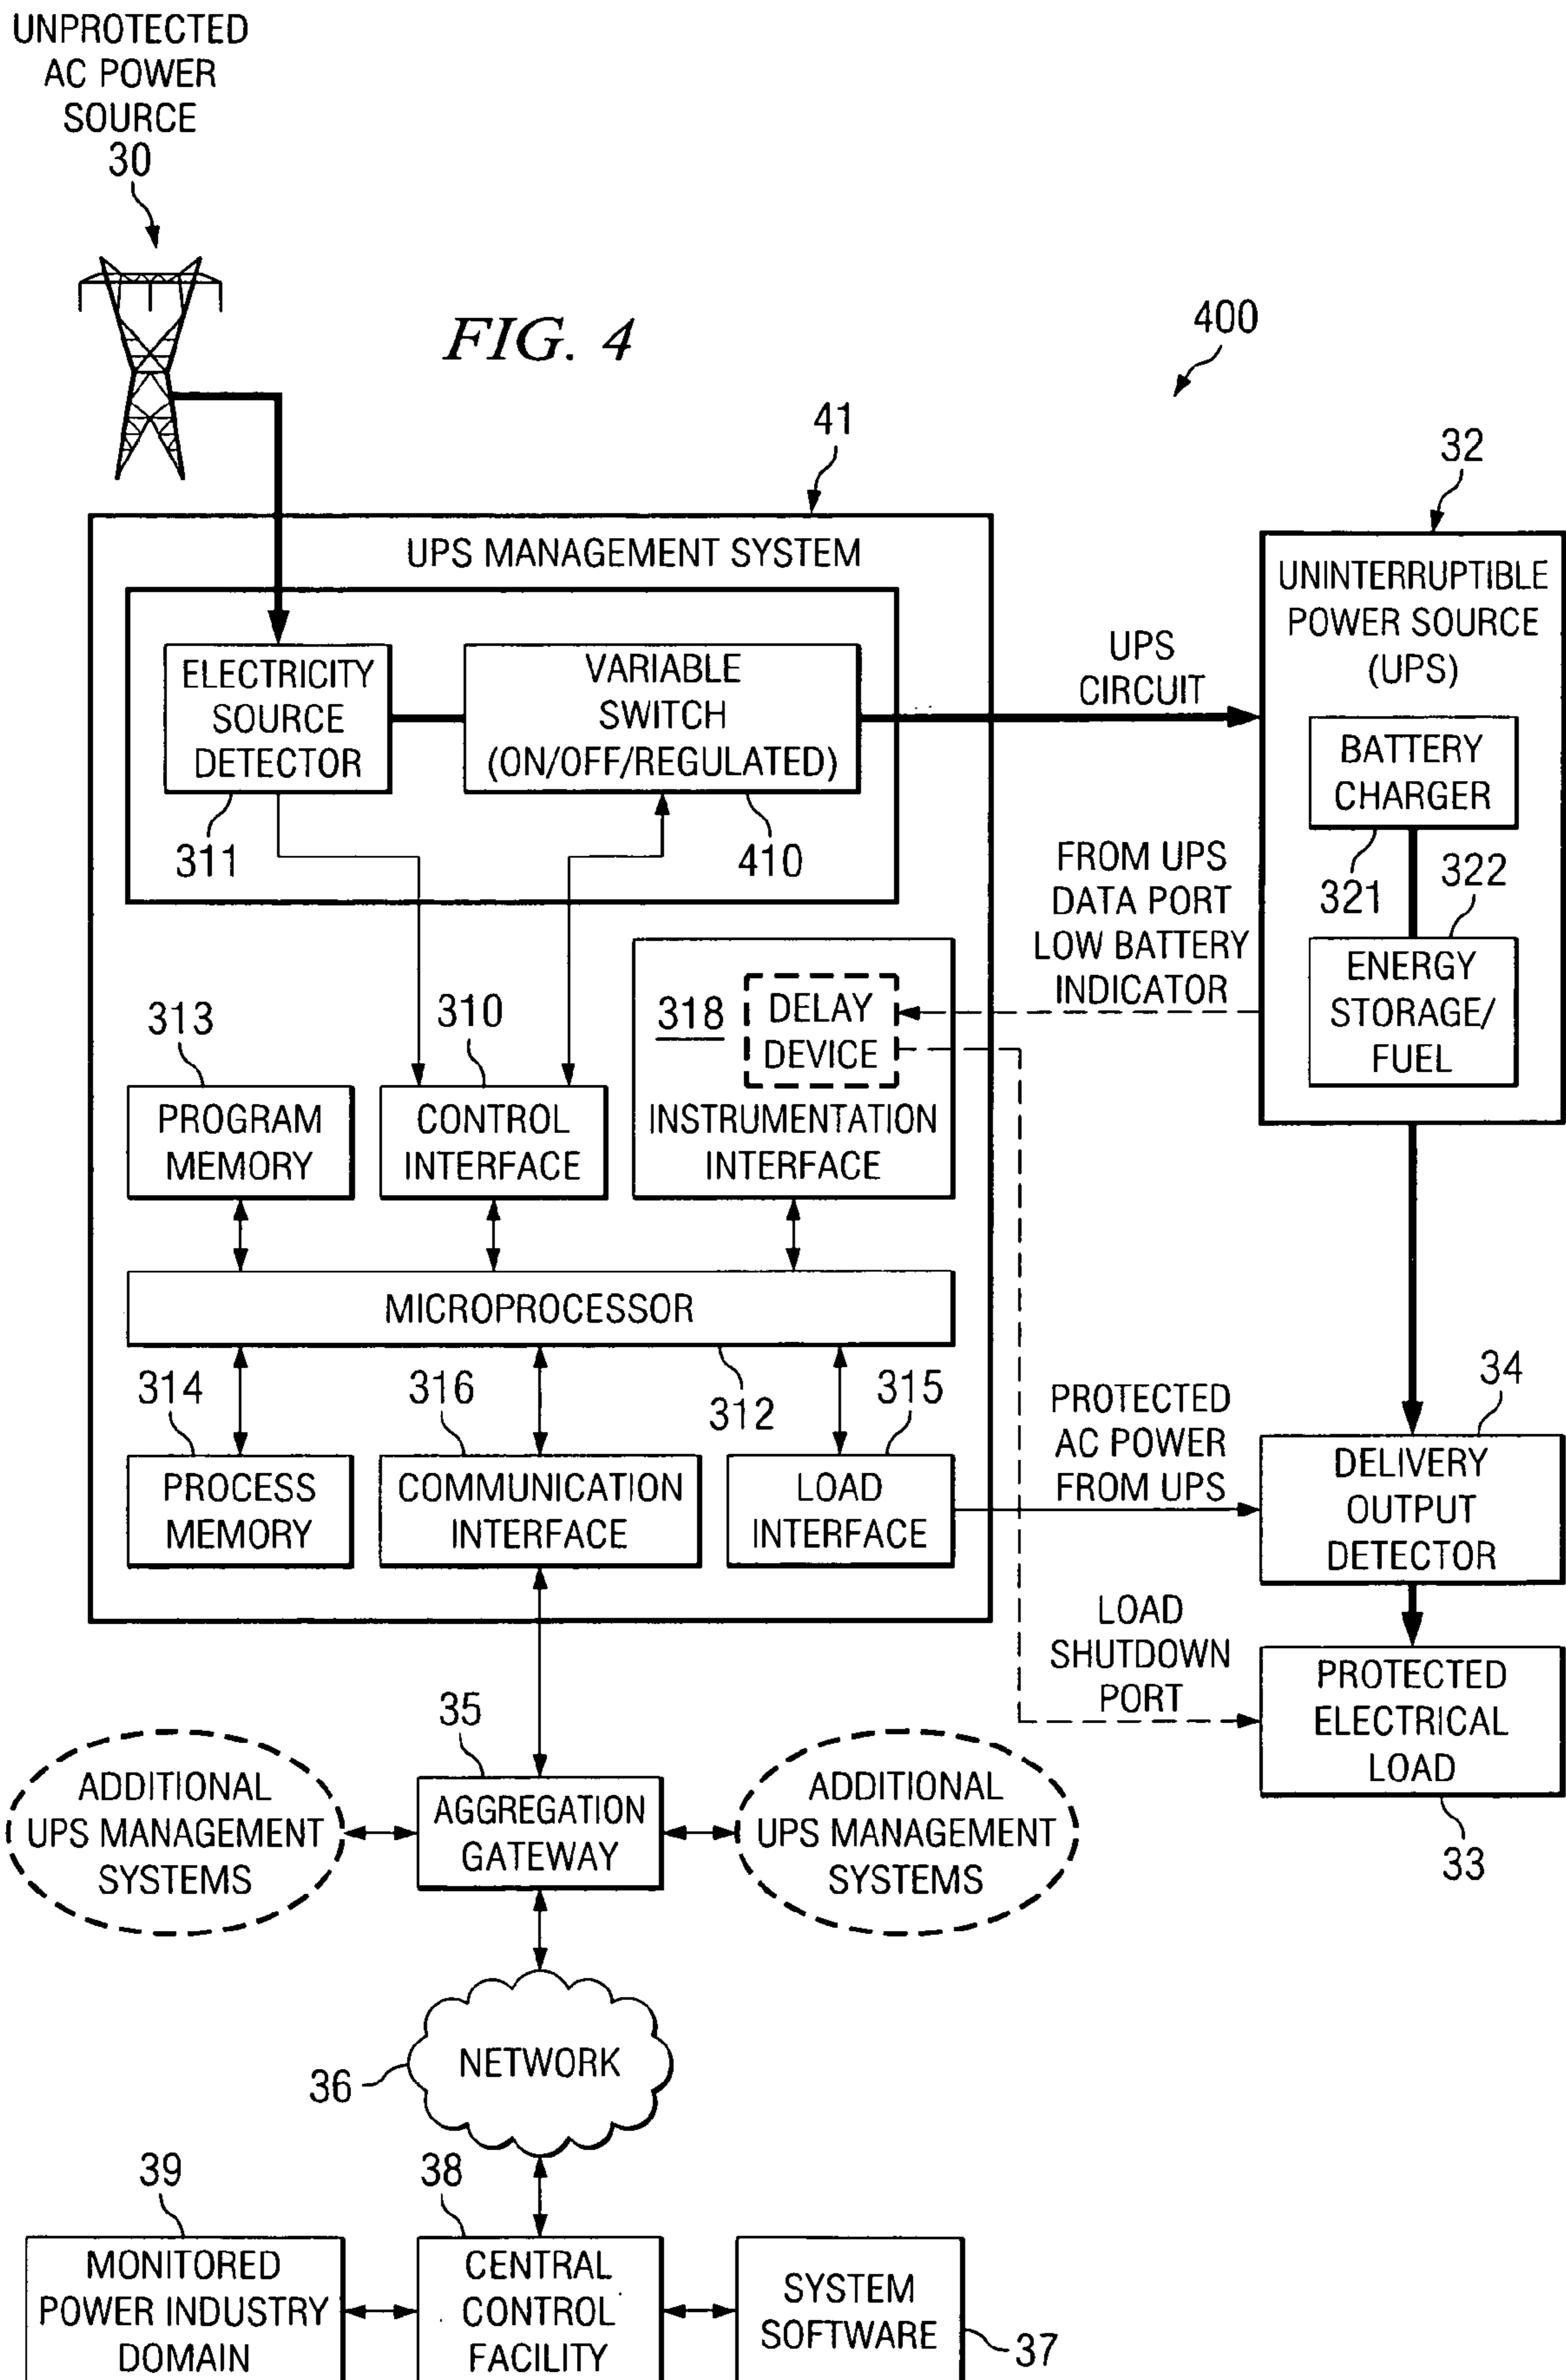 UNPROTECTED
AC POWER
SOURCE
30
FIG. 4
400
41
32
UPS MANAGEMENT SYSTEM
ELECTRICITY
SOURCE
DETECTOR
311
VARIABLE
SWITCH
(ON/OFF/REGULATED)
410
UPS
CIRCUIT
UNINTERRUPTIBLE
POWER SOURCE
(UPS)
BATTERY
CHARGER
321
322
ENERGY
STORAGE/
FUEL
FROM UPS
DATA PORT
LOW BATTERY
INDICATOR
318
DELAY
DEVICE
INSTRUMENTATION
INTERFACE
313
PROGRAM
MEMORY
310
CONTROL
INTERFACE
MICROPROCESSOR
312
314
PROCESS
MEMORY
316
COMMUNICATION
INTERFACE
315
LOAD
INTERFACE
PROTECTED
AC POWER
FROM UPS
34
DELIVERY
OUTPUT
DETECTOR
LOAD
SHUTDOWN
PORT
PROTECTED
ELECTRICAL
LOAD
33
35
ADDITIONAL
UPS MANAGEMENT
SYSTEMS
AGGREGATION
GATEWAY
ADDITIONAL
UPS MANAGEMENT
SYSTEMS
NETWORK
36
39
MONITORED
POWER INDUSTRY
DOMAIN
38
CENTRAL
CONTROL
FACILITY
SYSTEM
SOFTWARE
37